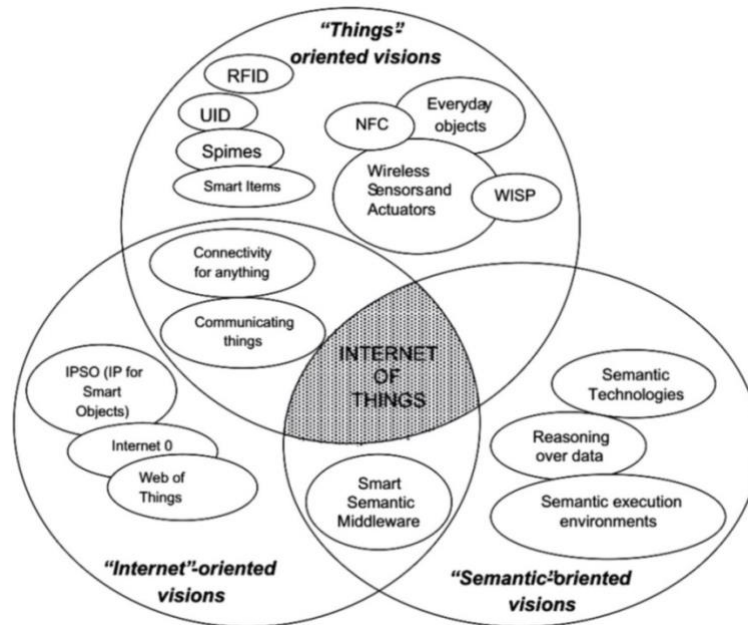 “Things”-
oriented visions
RFID
UID
Spimes
Smart Items
NFC
Everyday
objects
Wireless
Sensors and
Actuators
WISP
Connectivity
for anything
Communicating
things
INTERNET
OF
THINGS
IPSO (IP for
Smart
Objects)
Internet 0
Web of
Things
Semantic
Technologies
Reasoning
over data
Semantic execution
environments
Smart
Semantic
Middleware
“Internet”-oriented
visions
“Semantic”-oriented
visions